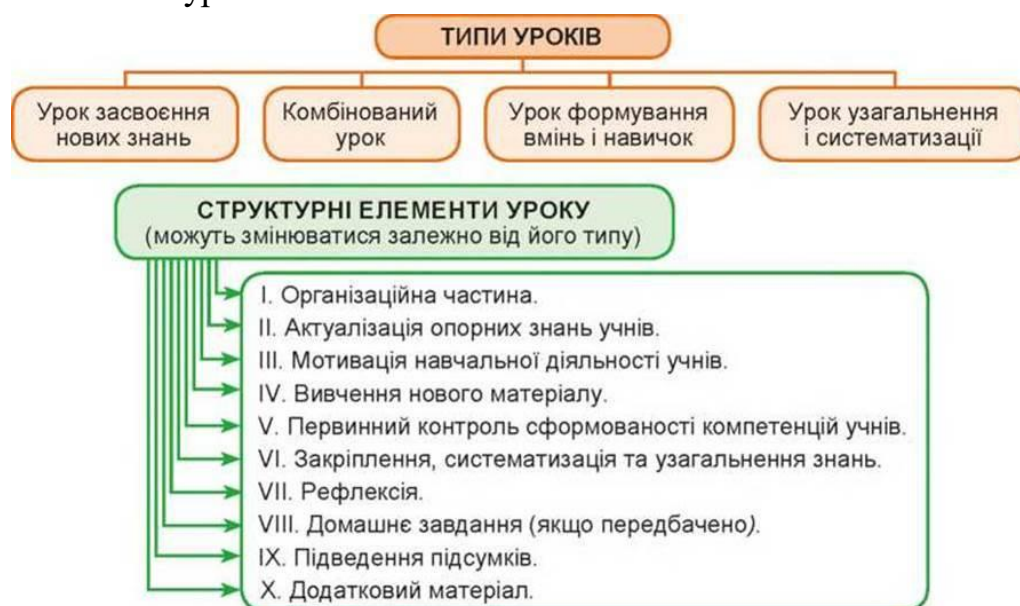 ТИПИ УРОКІВ
Урок засвоєння
нових знань
Комбінований
урок
Урок формування
вмінь і навичок
Урок узагальнення
і систематизації
СТРУКТУРНІ ЕЛЕМЕНТИ УРОКУ
(можуть змінюватися залежно від його типу)
I. Організаційна частина.
II. Актуалізація опорних знань учнів.
III. Мотивація навчальної діяльності учнів.
IV. Вивчення нового матеріалу.
V. Первинний контроль сформованості компетенцій учнів.
VI. Закріплення, систематизація та узагальнення знань.
VII. Рефлексія.
VIII. Домашнє завдання (якщо передбачено).
IX. Підведення підсумків.
X. Додатковий матеріал.